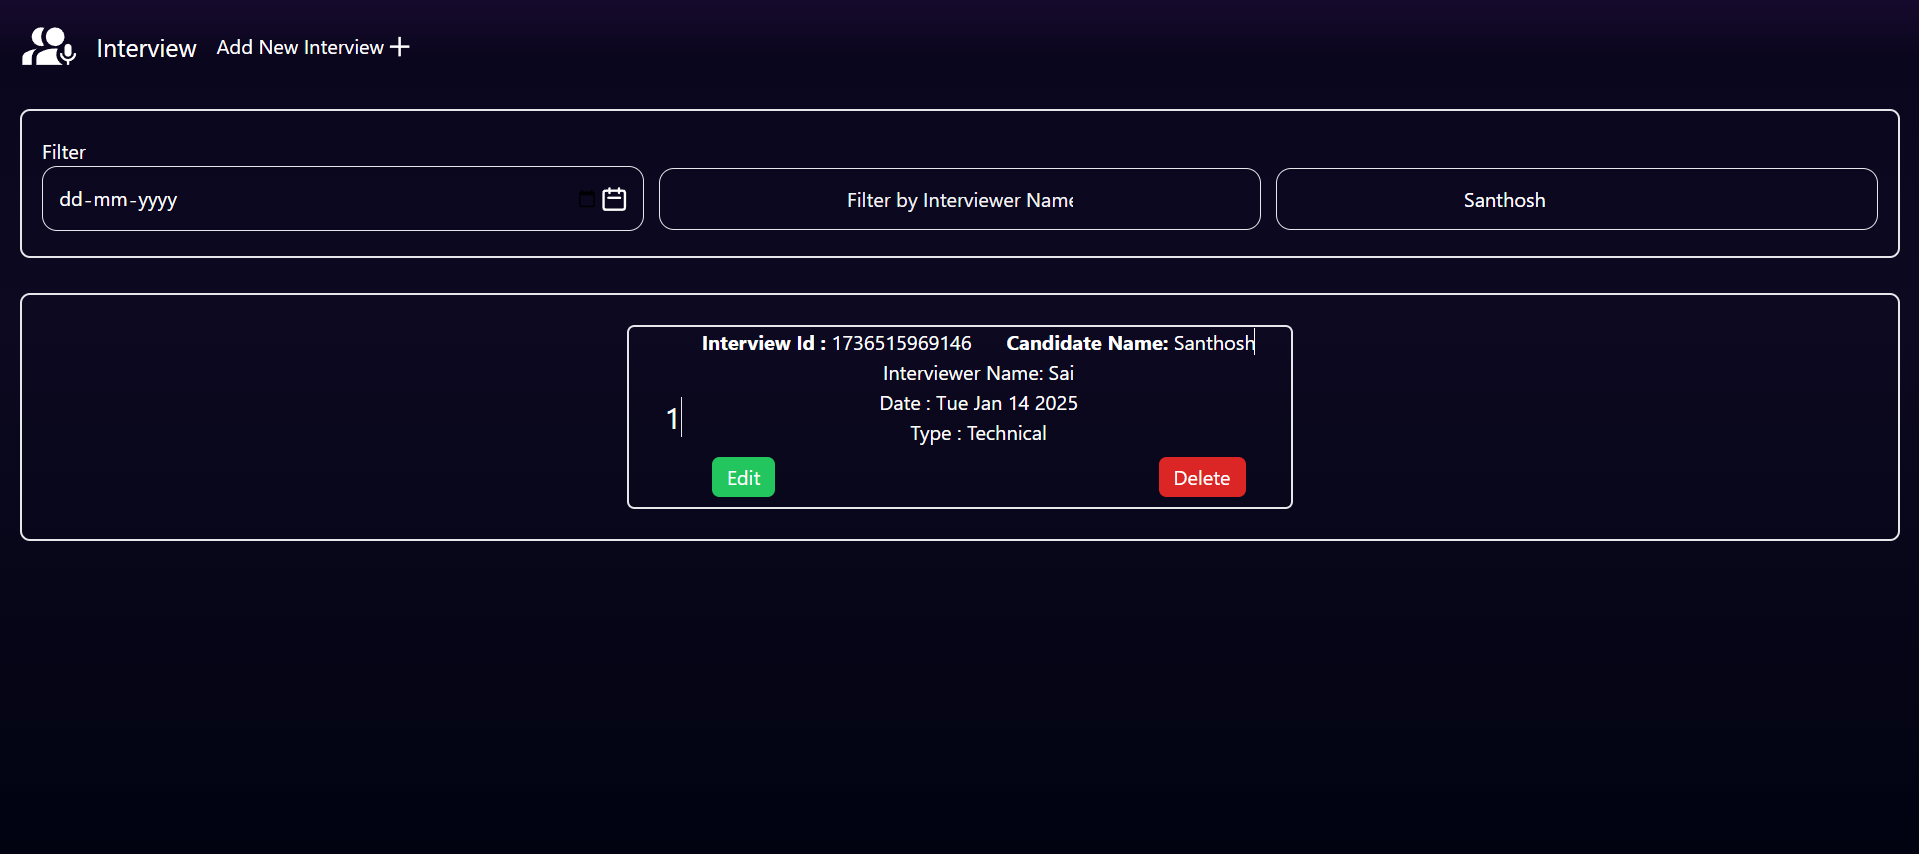 Interview Add New Interview
Filter
dd-mm-yyyy
Filter by Interviewer Name
Santhosh
Interview Id : 1736515969146 Candidate Name: Santhosh
Interviewer Name: Sai
Date : Tue Jan 14 2025
1
Type : Technical
Edit Delete